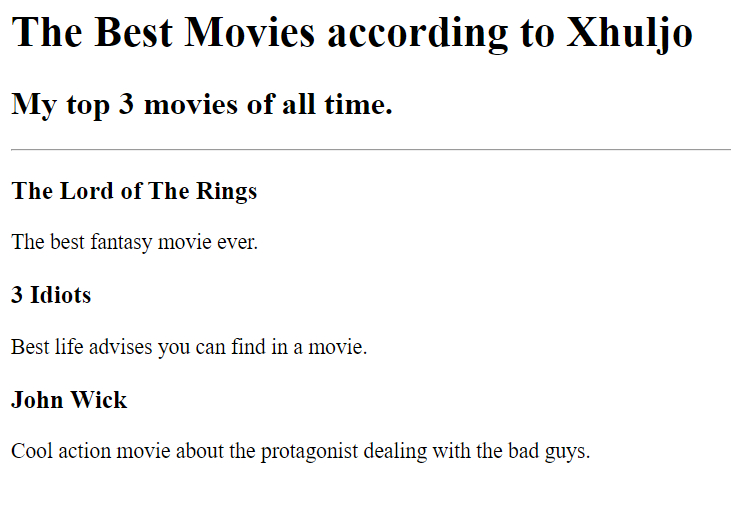 The Best Movies according to Xhuljo
My top 3 movies of all time.
The Lord of The Rings
The best fantasy movie ever.
3 Idiots
Best life advises you can find in a movie.
John Wick
Cool action movie about the protagonist dealing with the bad guys.